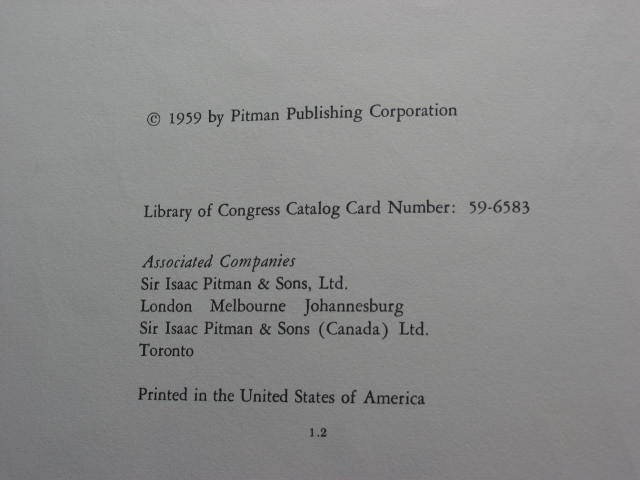 © 1959 by Pitman Publishing Corporation
Library of Congress Catalog Card Number: 59-6583
Associated Companies
Sir Isaac Pitman & Sons, Ltd.
London Melbourne Johannesburg
Sir Isaac Pitman & Sons (Canada) Ltd.
Toronto
Printed in the United States of America
1.2